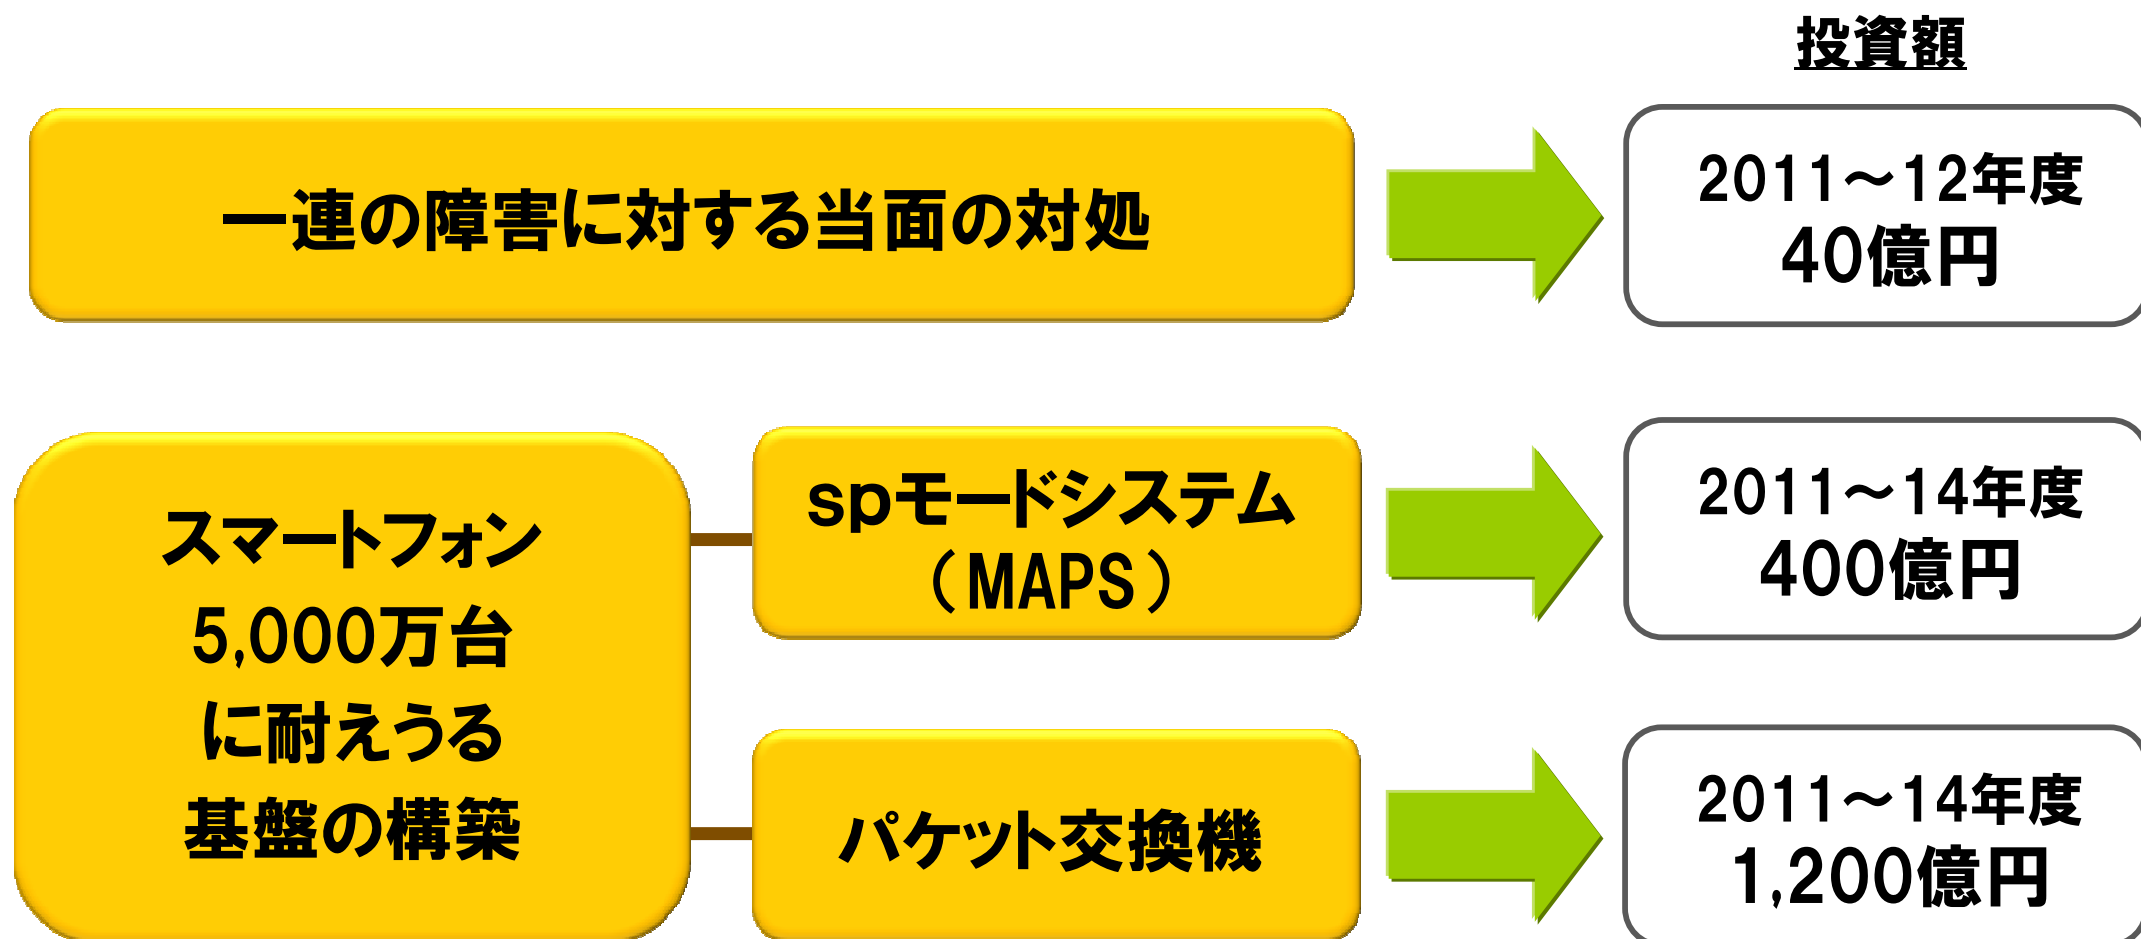 投資額
一連の障害に対する当面の対処
2011～12年度
40億円
スマートフォン
5,000万台
に耐えうる
基盤の構築
spモードシステム
（MAPS）
2011～14年度
400億円
パケット交換機
2011～14年度
1,200億円